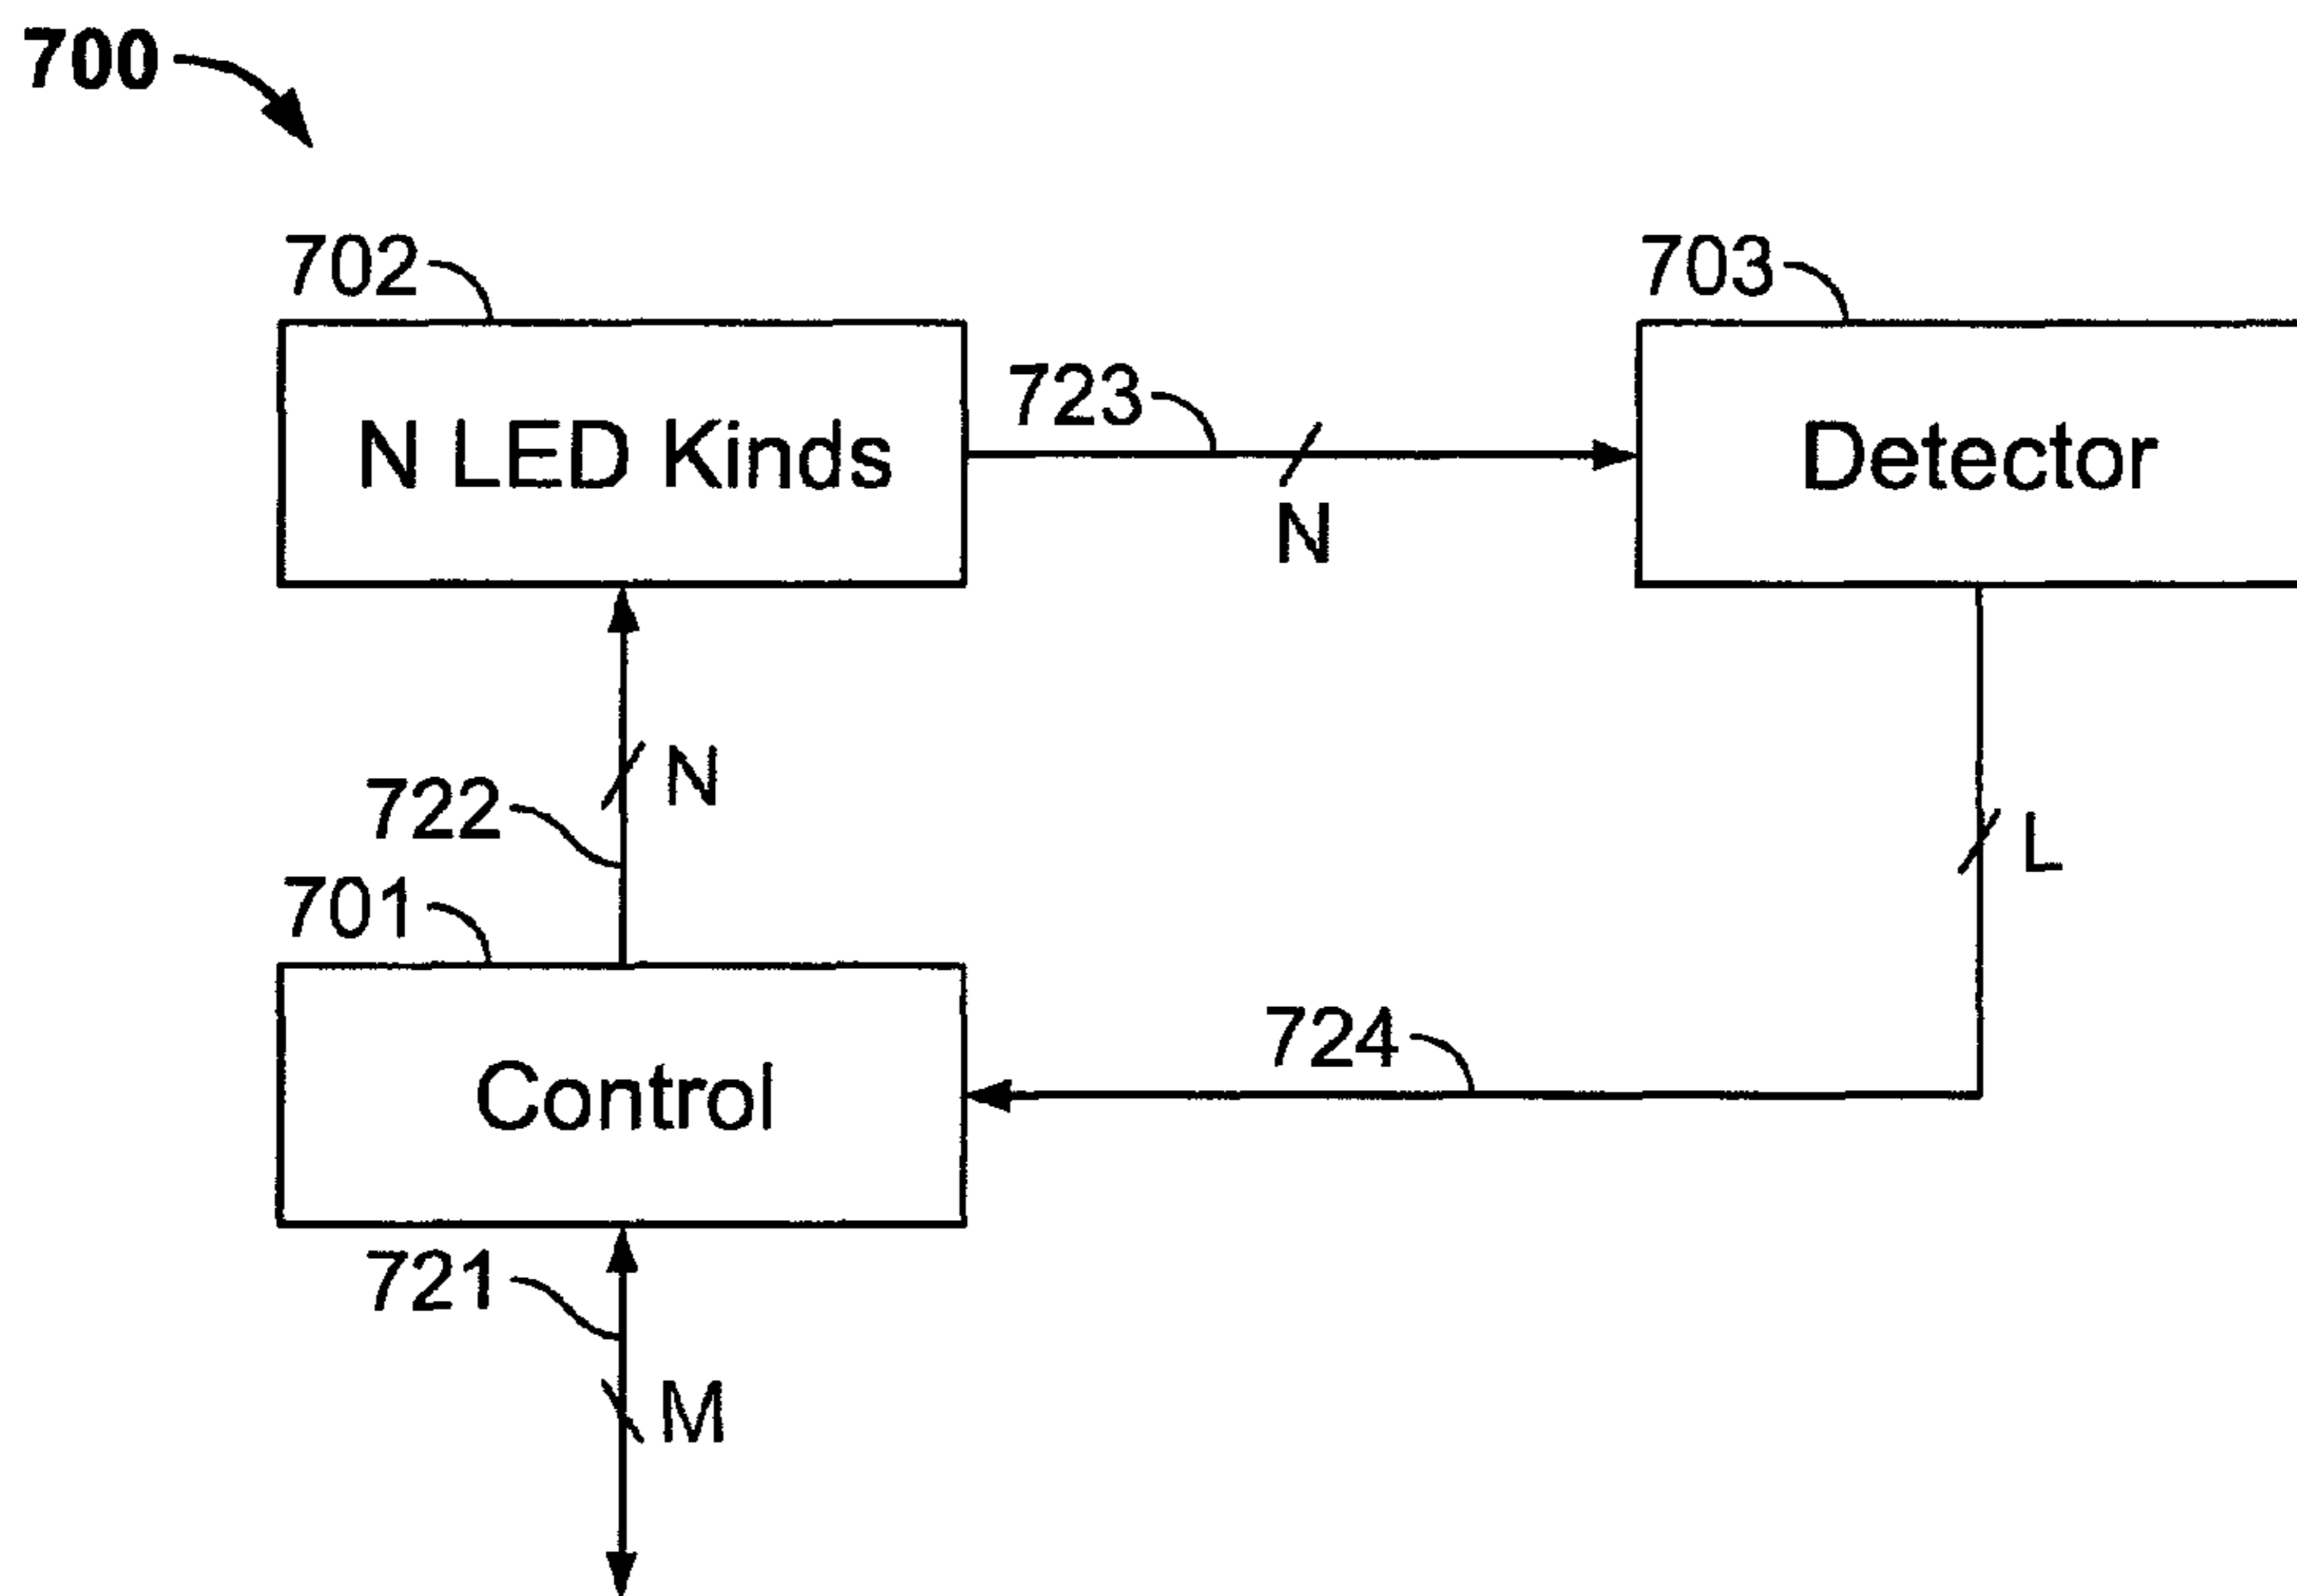 700
702
703
N LED Kinds
723
N
Detector
722
N
L
701
Control
724
721
M